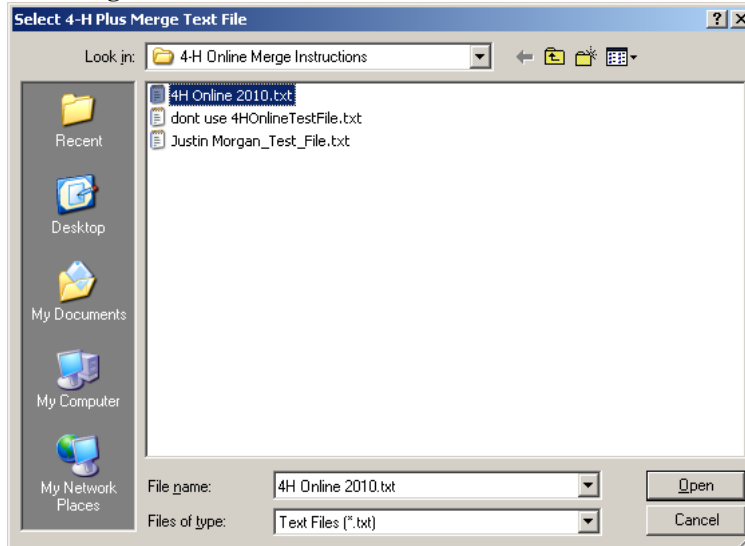 Select 4-H Plus Merge Text File
Look in: 4-H Online Merge Instructions
4H Online 2010.txt
dont use 4HOnlineTestFile.txt
Justin Morgan_Test_File.txt
Recent
Desktop
My Documents
My Computer
My Network
Places
File name: 4H Online 2010.txt Open
Files of type: Text Files (*.txt) Cancel